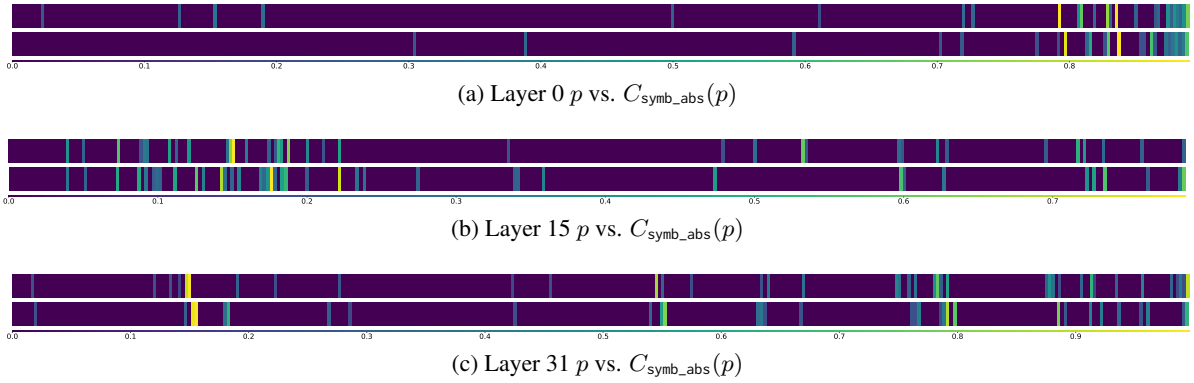 0.0 0.1 0.2 0.3 0.4 0.5 0.6 0.7 0.8
(a) Layer 0 p vs. C_symb_abs(p)
0.0 0.1 0.2 0.3 0.4 0.5 0.6 0.7
(b) Layer 15 p vs. C_symb_abs(p)
0.0 0.1 0.2 0.3 0.4 0.5 0.6 0.7 0.8 0.9
(c) Layer 31 p vs. C_symb_abs(p)